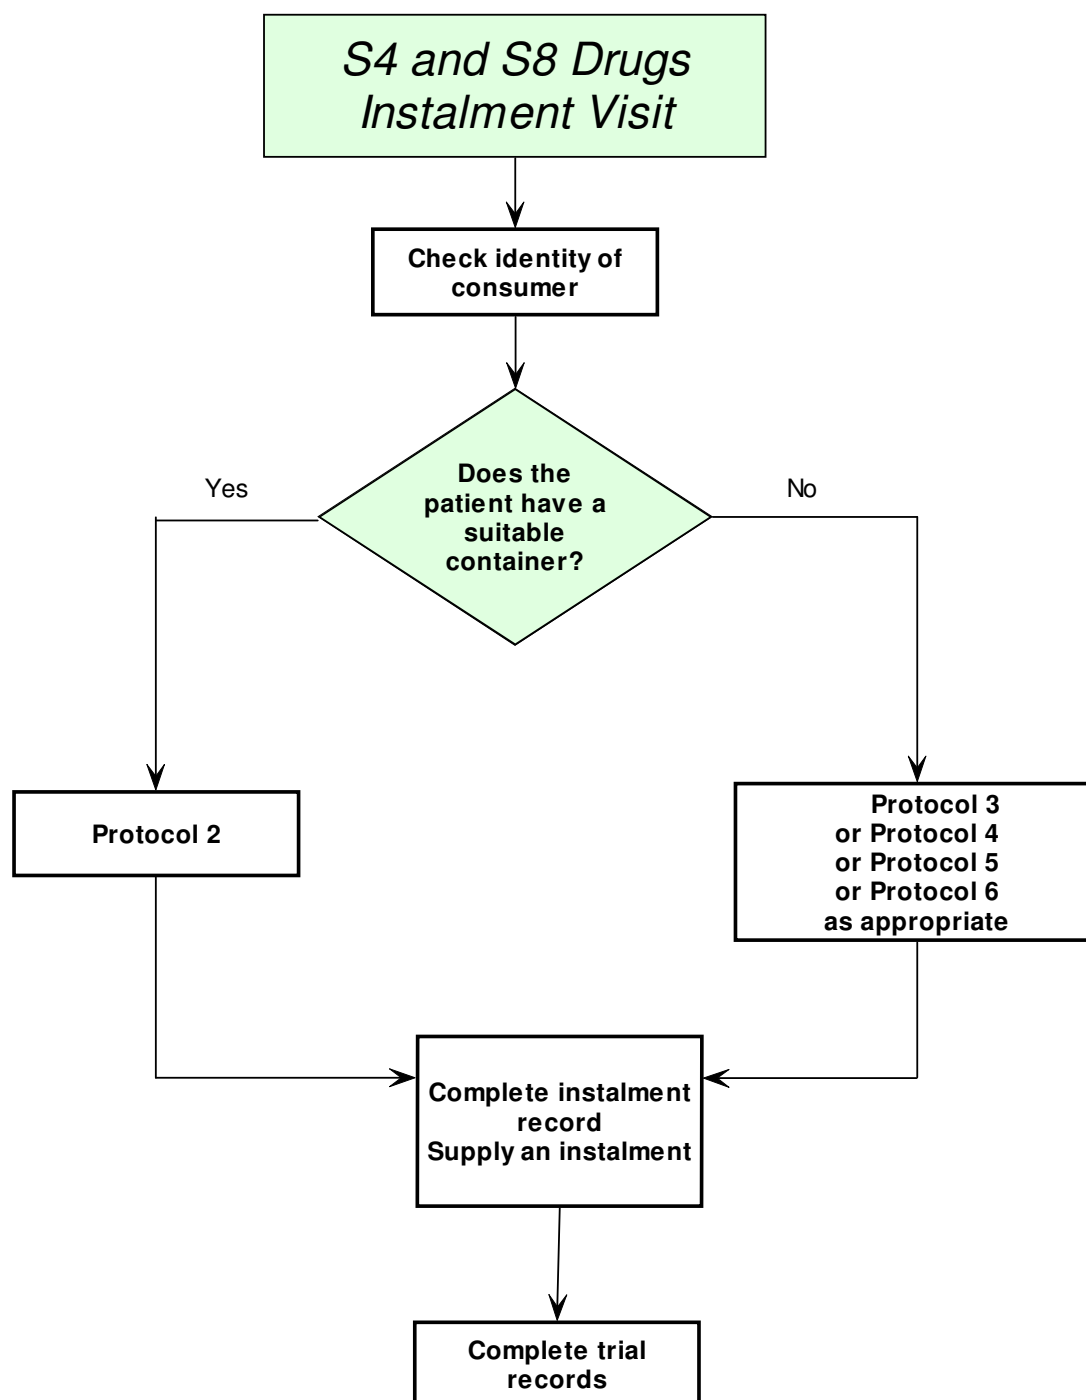 S4 and S8 Drugs
Instalment Visit
Check identity of
consumer
Does the
patient have a
suitable
container?
Yes
No
Protocol 2
Protocol 3
or Protocol 4
or Protocol 5
or Protocol 6
as appropriate
Complete instalment
record
Supply an instalment
Complete trial
records